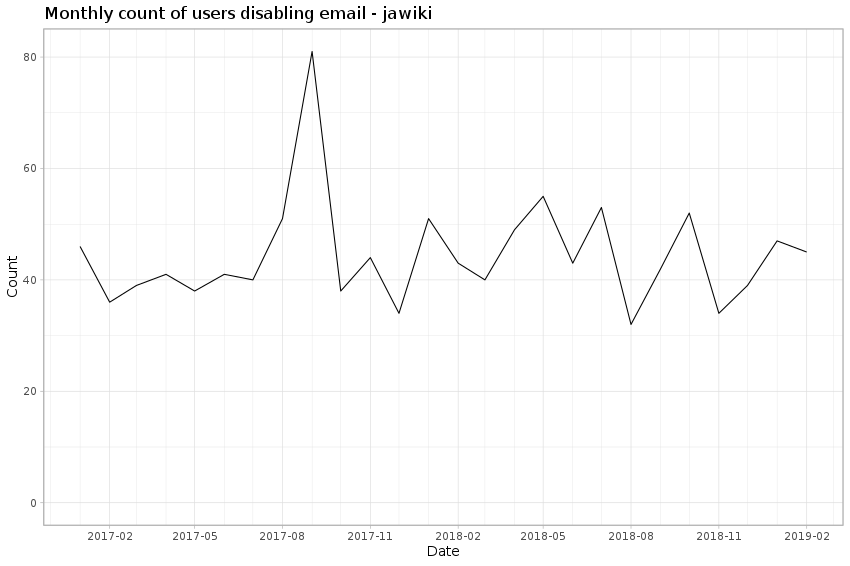 Monthly count of users disabling email - jawiki
Count
80
60
40
20
0
2017-02 2017-05 2017-08 2017-11 2018-02 2018-05 2018-08 2018-11 2019-02
Date